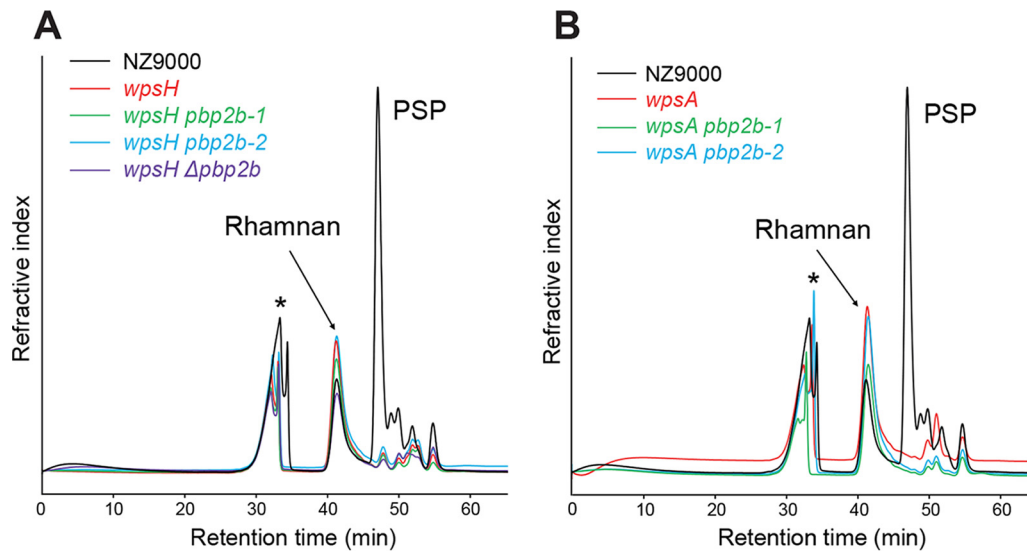 A
NZ9000
wpsH
wpsH pbp2b-1
wpsH pbp2b-2
wpsH Δpbp2b
PSP
Rhamnan
*
Refractive index
0 10 20 30 40 50 60
Retention time (min)
B
NZ9000
wpsA
wpsA pbp2b-1
wpsA pbp2b-2
PSP
Rhamnan
*
Refractive index
0 10 20 30 40 50 60
Retention time (min)